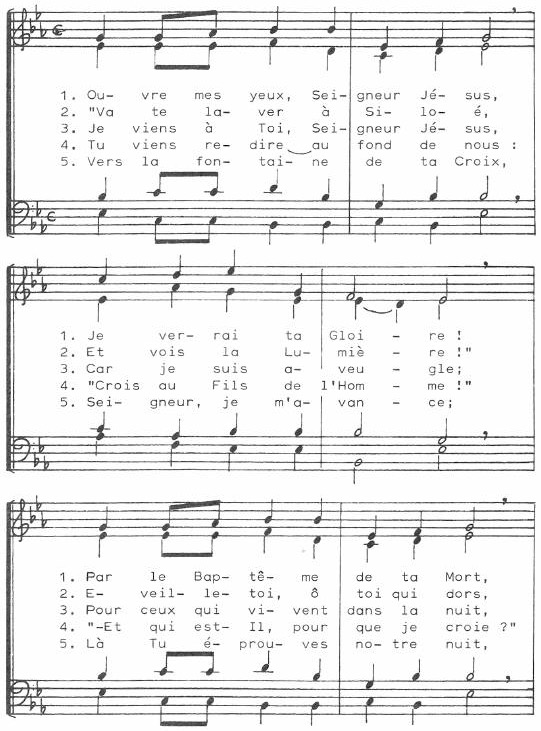 1. Ou- vre mes yeux, Sei- gneur Jé- sus,
2. "Va te la- ver à Si- lo- é,
3. Je viens à Toi, Sei- gneur Jé- sus,
4. Tu viens re- dire au fond de nous :
5. Vers la fon- tai- ne de ta Croix,
1. Je ver- rai ta Gloi- re !
2. Et vois la Lu- miè - re !"
3. Car je suis a- veu - gle;
4. "Crois au Fils de l'Hom - me !"
5. Sei- gneur, je m'a- van - ce;
1. Par le Bap- tê- me de ta Mort,
2. E- veil- le- toi, ô toi qui dors,
3. Pour ceux qui vi- vent dans la nuit,
4. "-Et qui est- Il, pour que je croie ?"
5. Là Tu é- prou- ves no- tre nuit,